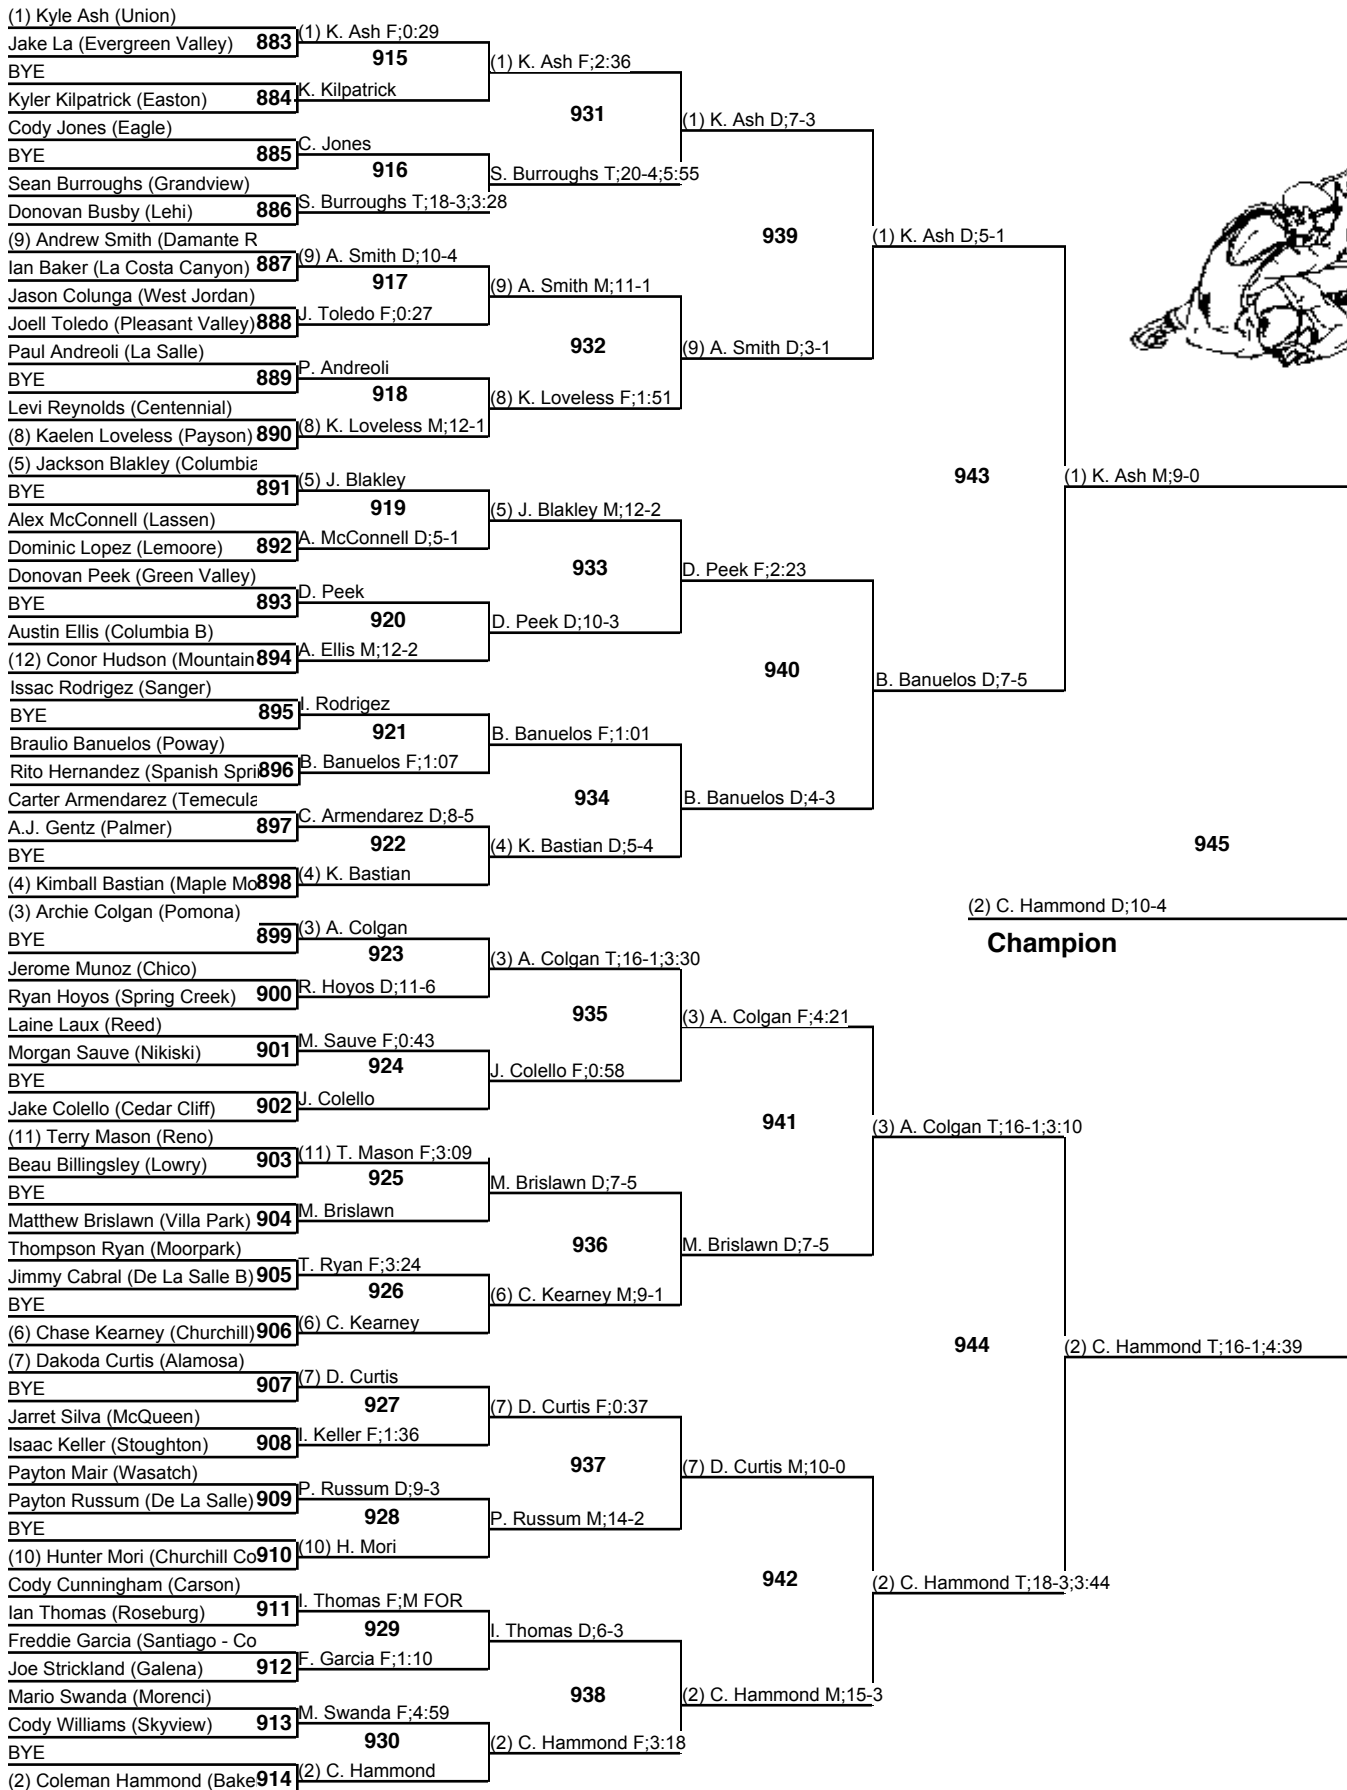 (1) Kyle Ash (Union)
Jake La (Evergreen Valley) 883
BYE
Kyler Kilpatrick (Easton) 884
Cody Jones (Eagle)
BYE 885
Sean Burroughs (Grandview)
Donovan Busby (Lehi) 886
(9) Andrew Smith (Damante R
Ian Baker (La Costa Canyon) 887
Jason Colunga (West Jordan)
Joell Toledo (Pleasant Valley) 888
Paul Andreoli (La Salle)
BYE 889
Levi Reynolds (Centennial)
(8) Kaelen Loveless (Payson) 890
(5) Jackson Blakley (Columbia
BYE 891
Alex McConnell (Lassen)
Dominic Lopez (Lemoore) 892
Donovan Peek (Green Valley)
BYE 893
Austin Ellis (Columbia B)
(12) Conor Hudson (Mountain 894
Issac Rodrigez (Sanger)
BYE 895
Braulio Banuelos (Poway)
Rito Hernandez (Spanish Spri 896
Carter Armendarez (Temecula
A.J. Gentz (Palmer) 897
BYE
(4) Kimball Bastian (Maple Mo 898
(3) Archie Colgan (Pomona)
BYE 899
Jerome Munoz (Chico)
Ryan Hoyos (Spring Creek) 900
Laine Laux (Reed)
Morgan Sauve (Nikiski) 901
BYE
Jake Colello (Cedar Cliff) 902
(11) Terry Mason (Reno)
Beau Billingsley (Lowry) 903
BYE
Matthew Brislawn (Villa Park) 904
Thompson Ryan (Moorpark)
Jimmy Cabral (De La Salle B) 905
BYE
(6) Chase Kearney (Churchill) 906
(7) Dakoda Curtis (Alamosa)
BYE 907
Jarret Silva (McQueen)
Isaac Keller (Stoughton) 908
Payton Mair (Wasatch)
Payton Russum (De La Salle) 909
BYE
(10) Hunter Mori (Churchill Co 910
Cody Cunningham (Carson)
Ian Thomas (Roseburg) 911
Freddie Garcia (Santiago - Co
Joe Strickland (Galena) 912
Mario Swanda (Morenci)
Cody Williams (Skyview) 913
BYE
(2) Coleman Hammond (Bake 914
(1) K. Ash F;0:29
915
K. Kilpatrick
C. Jones
916
S. Burroughs T;18-3;3:28
(9) A. Smith D;10-4
917
J. Toledo F;0:27
P. Andreoli
918
(8) K. Loveless M;12-1
(5) J. Blakley
919
A. McConnell D;5-1
D. Peek
920
A. Ellis M;12-2
I. Rodrigez
921
B. Banuelos F;1:07
C. Armendarez D;8-5
922
(4) K. Bastian
(3) A. Colgan
923
R. Hoyos D;11-6
M. Sauve F;0:43
924
J. Colello
(11) T. Mason F;3:09
925
M. Brislawn
T. Ryan F;3:24
926
(6) C. Kearney
(7) D. Curtis
927
I. Keller F;1:36
P. Russum D;9-3
928
(10) H. Mori
I. Thomas F;M FOR
929
F. Garcia F;1:10
M. Swanda F;4:59
930
(2) C. Hammond
(1) K. Ash F;2:36
931
S. Burroughs T;20-4;5:55
(9) A. Smith M;11-1
932
(8) K. Loveless F;1:51
(5) J. Blakley M;12-2
933
D. Peek D;10-3
B. Banuelos F;1:01
934
(4) K. Bastian D;5-4
(3) A. Colgan T;16-1;3:30
935
J. Colello F;0:58
M. Brislawn D;7-5
936
(6) C. Kearney M;9-1
(7) D. Curtis F;0:37
937
P. Russum M;14-2
I. Thomas D;6-3
938
(2) C. Hammond F;3:18
(1) K. Ash D;7-3
939
(9) A. Smith D;3-1
D. Peek F;2:23
940
B. Banuelos D;4-3
(3) A. Colgan F;4:21
941
M. Brislawn D;7-5
(7) D. Curtis M;10-0
942
(2) C. Hammond M;15-3
(1) K. Ash D;5-1
943
B. Banuelos D;7-5
(3) A. Colgan T;16-1;3:10
944
(2) C. Hammond T;18-3;3:44
(1) K. Ash M;9-0
945
(2) C. Hammond T;16-1;4:39
(2) C. Hammond D;10-4
Champion